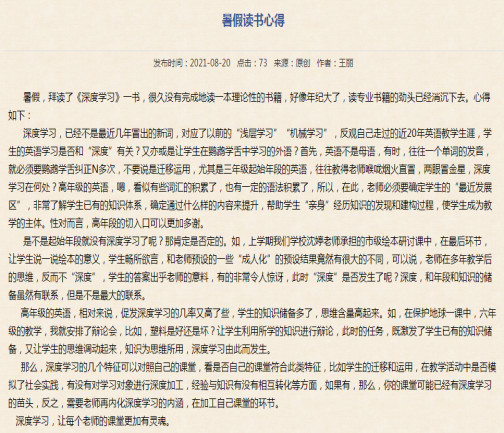 暑假读书心得
发布时间：2021-08-20 点击：73 来源：原创 作者：王丽
暑假，拜读了《深度学习》一书，很久没有完成地读一本理论性的书籍，好像年纪大了，读专业书籍的劲头已经消沉下去。心得
如下：
深度学习，已经不是最近几年冒出的新词，对应了以前的“浅层学习”“机械学习”，反观自己走过的近20年英语教学生涯，学
生的英语学习是否和“深度”有关？又亦或是让学生在鹦鹉学舌中学习的外语？首先，英语不是母语，有时，往往一个单词的发音，
就必须要鹦鹉学舌纠正N多次，不要说是迁移运用，尤其是三年级起始年段的英语，往往教得老师喉咙烟火直冒，两眼冒金星，深度
学习在何处？高年级的英语，嗯，看似有些词汇的积累了，也有一定的语法积累了，所以，在此，老师必须要确定学生的“最近发展
区”，非常了解学生已有的知识体系，确定通过什么样的内容来提升，帮助学生“亲身”经历知识的发现和建构过程，使学生成为教
学的主体。性对而言，高年段的切入口可以更加多谢。
是不是起始年段就没有深度学习了呢？那肯定是否定的。如，上学期我们学校沈婷老师承担的市级绘本研讨课中，在最后环节，
让学生说一说绘本的意义，学生畅所欲言，和老师预设的一些“成人化”的预设结果竟然有很大的不同，可以说，老师在多年教学后
的思维，反而不“深度”，学生的答案出乎老师的意料，有的非常令人惊讶，此时“深度”是否发生了呢？深度，和年段和知识的储
备虽然有联系，但是不是最大的联系。
高年级的英语，相对来说，促发深度学习的几率又高了些，学生的知识储备多了，思维含量高起来。如，在保护地球一课中，六年
级的教学，我就安排了辩论会，比如，塑料是好还是坏？让学生利用所学的知识进行辩论，此时的任务，既激发了学生已有的知识储
备，又让学生的思维调动起来，知识为思维所用，深度学习由此而发生。
那么，深度学习的几个特征可以对照自己的课堂，看是否自己的课堂符合此类特征，比如学生的迁移和运用，在教学活动中是否模
拟了社会实践，有没有对学习对象进行深度加工，经验与知识有没有相互转化等方面，如果有，那么，你的课堂可能已经有深度学习
的苗头，反之，需要老师再内化深度学习的内涵，在加工自己课堂的环节。
深度学习，让每个老师的课堂更加有灵魂。